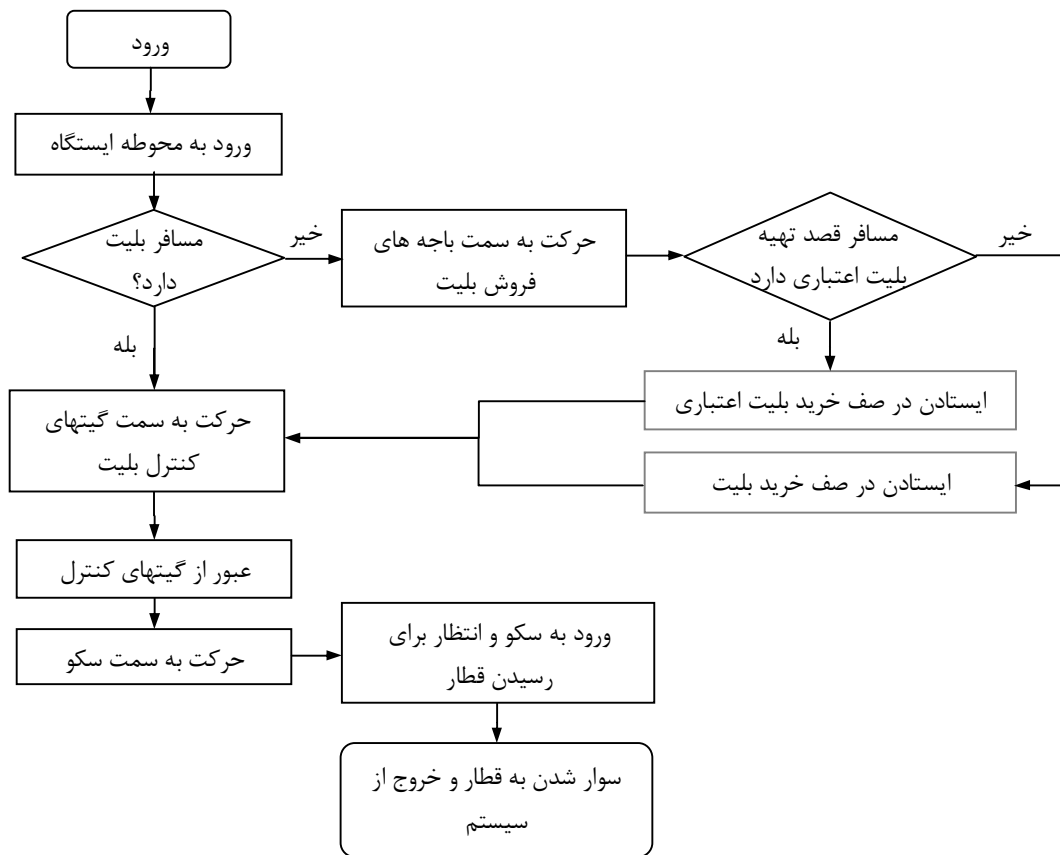 ورود
ورود به محوطه ایستگاه
مسافر بلیت
دارد؟
خیر
حرکت به سمت باجه های
فروش بلیت
مسافر قصد تهیه
بلیت اعتباری دارد
خیر
بله
بله
ایستادن در صف خرید بلیت اعتباری
حرکت به سمت گیتهای
کنترل بلیت
ایستادن در صف خرید بلیت
عبور از گیتهای کنترل
حرکت به سمت سکو
ورود به سکو و انتظار برای
رسیدن قطار
سوار شدن به قطار و خروج از
سیستم